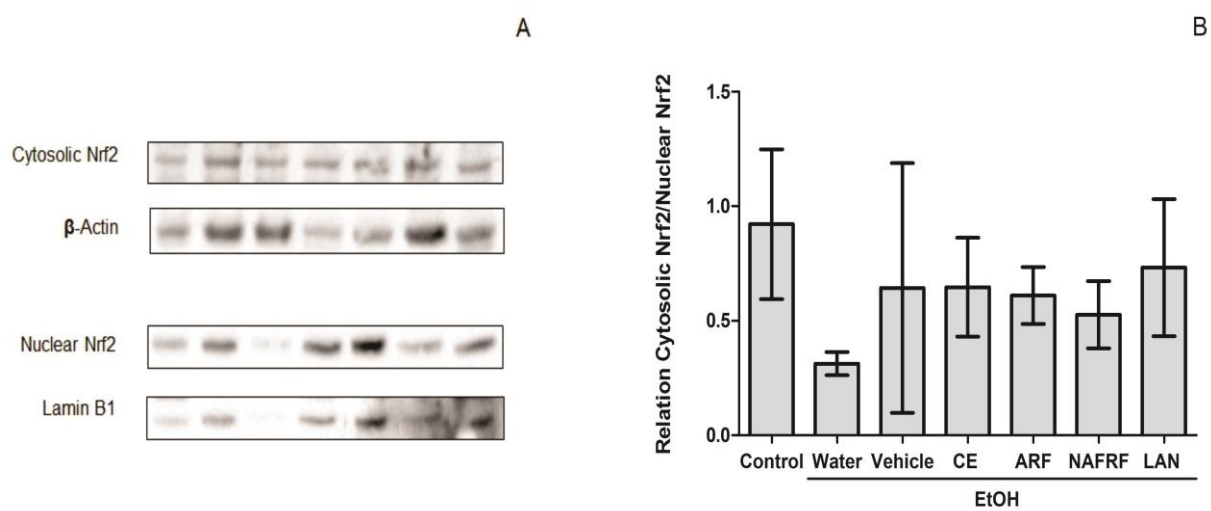 A
Cytosolic Nrf2
β-Actin
Nuclear Nrf2
Lamin B1
B
Relation Cytosolic Nrf2/Nuclear Nrf2
1.5
1.0
0.5
0.0
Control Water Vehicle CE ARF NAFRF LAN
EtOH